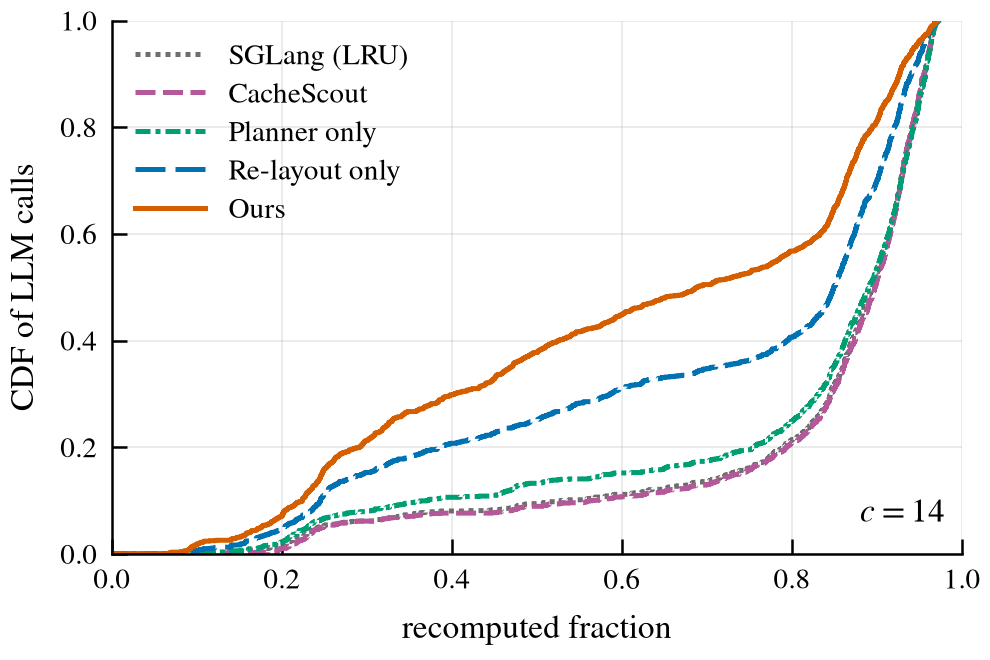 1.0
0.8
0.6
0.4
0.2
0.0
CDF of LLM calls
SGLang (LRU)
CacheScout
Planner only
Re-layout only
Ours
c = 14
0.0 0.2 0.4 0.6 0.8 1.0
recomputed fraction